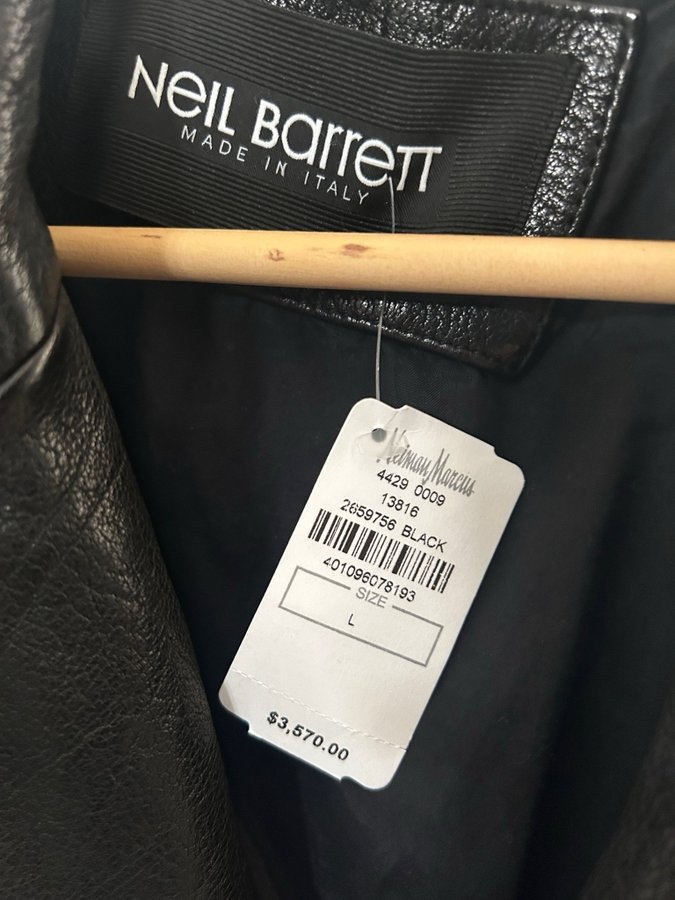 Neil Barrett
MADE IN ITALY
Neiman Marcus
4429 0009
13816
2659756 BLACK
401096078193
SIZE
L
$3,570.00